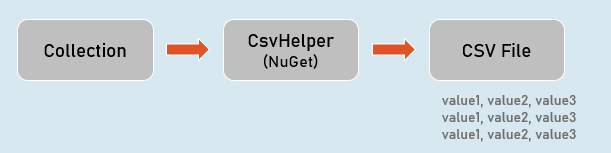 Collection
CsvHelper
(NuGet)
CSV File
value1, value2, value3
value1, value2, value3
value1, value2, value3